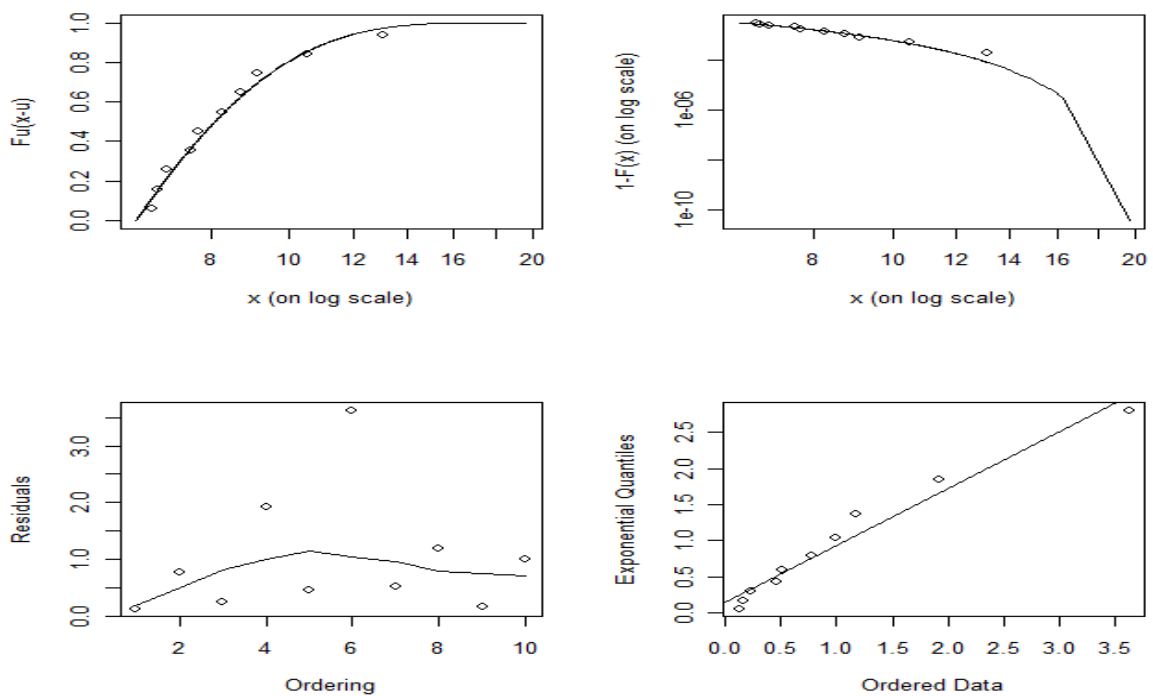 Fu(x-u)
0.0 0.2 0.4 0.6 0.8 1.0
8 10 12 14 16 20
x (on log scale)
1-F(x) (on log scale)
1e-10 1e-06
8 10 12 14 16 20
x (on log scale)
Residuals
0.0 1.0 2.0 3.0
2 4 6 8 10
Ordering
Exponential Quantiles
0.0 0.5 1.0 1.5 2.0 2.5
0.0 0.5 1.0 1.5 2.0 2.5 3.0 3.5
Ordered Data